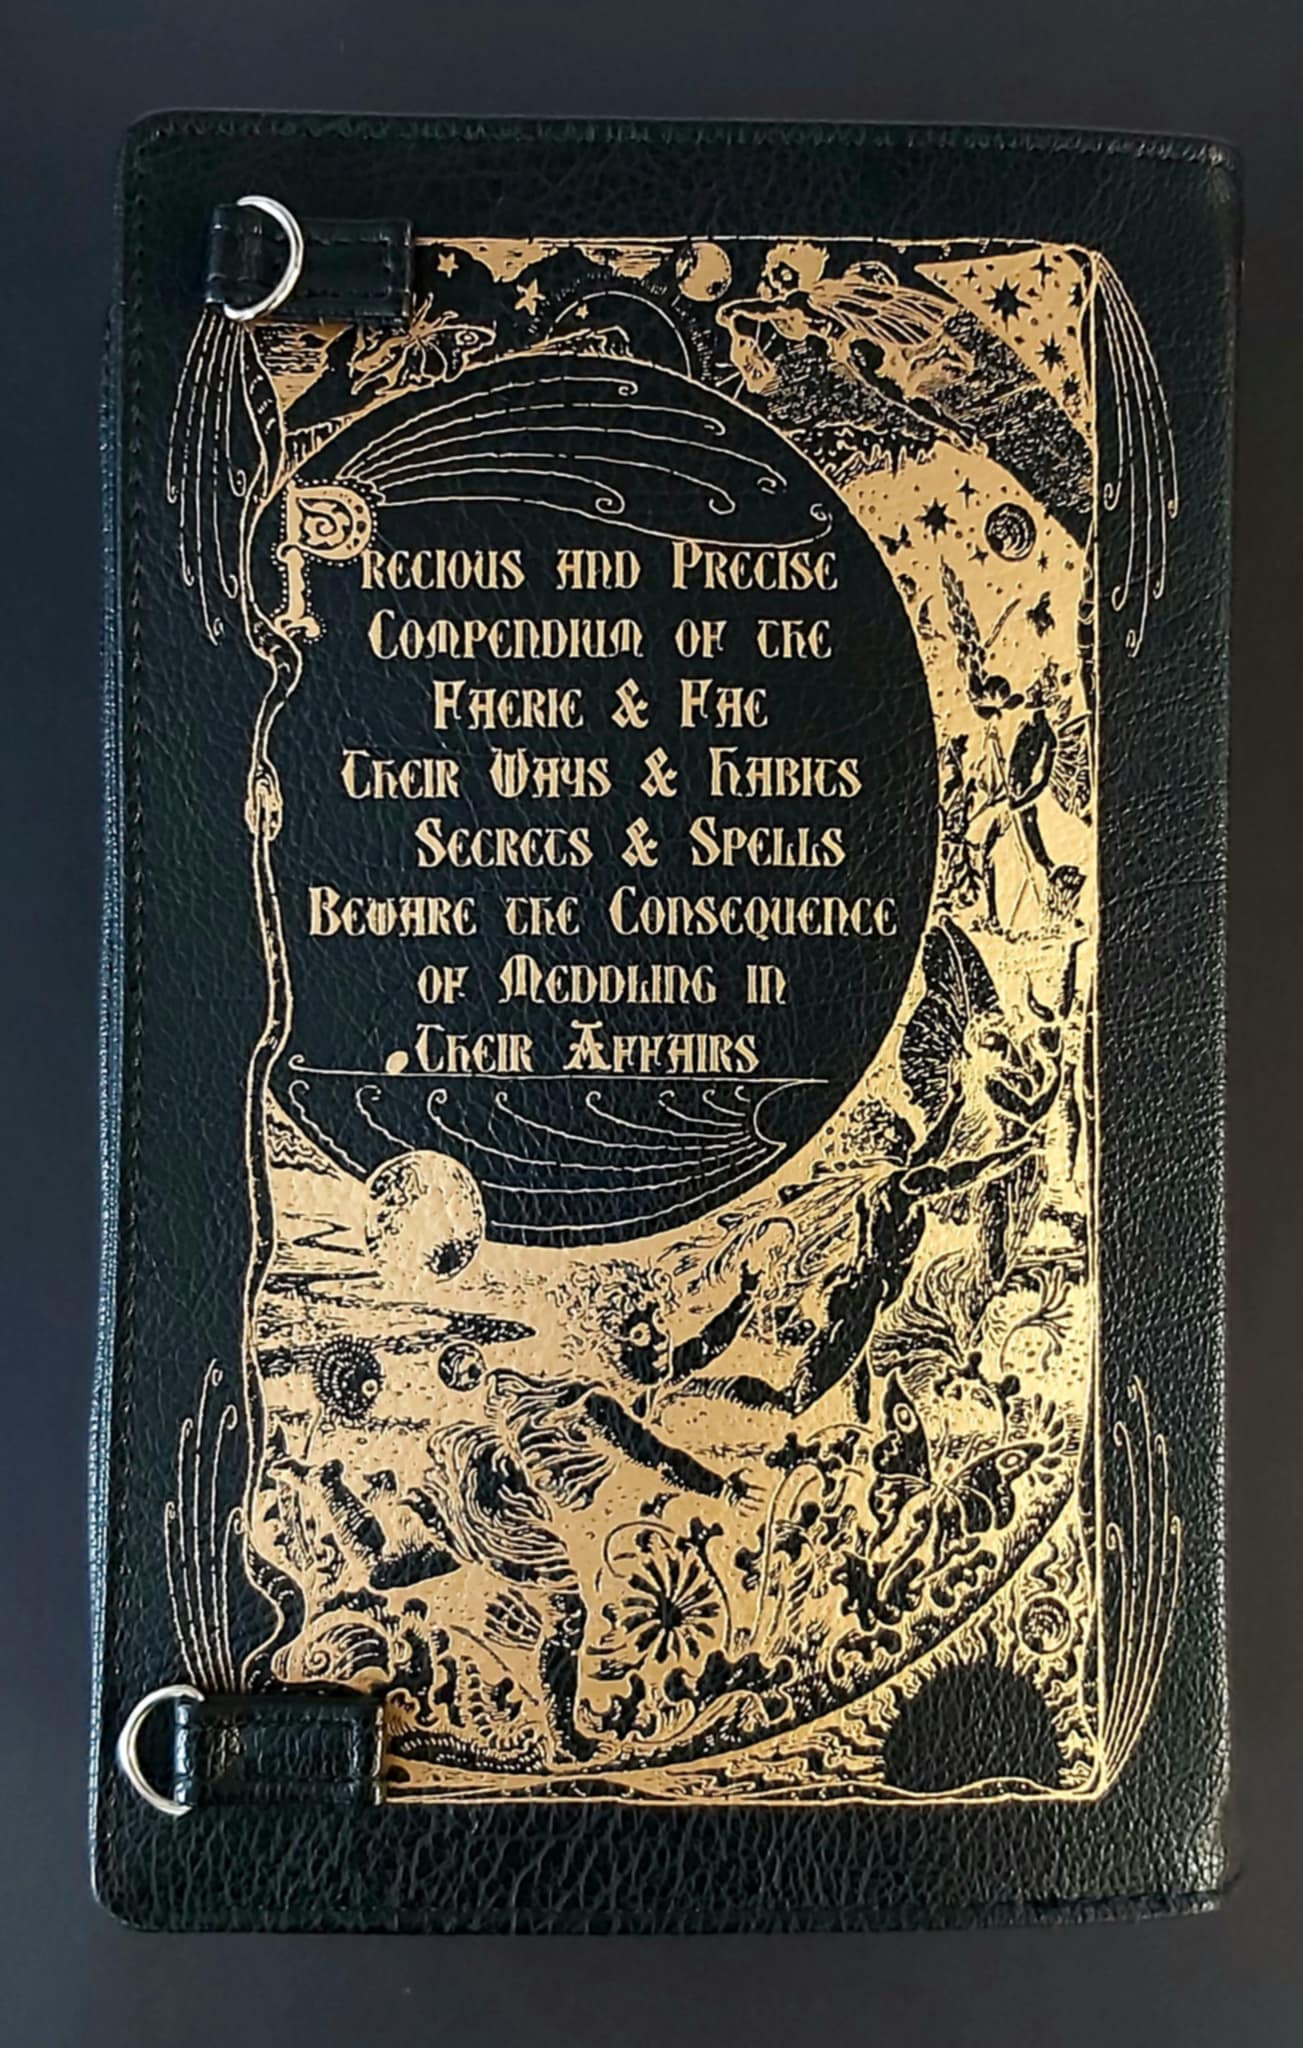 Precious and Precise
Compendium of the
Faerie & Fae
Their Ways & Habits
Secrets & Spells
Beware the Consequence
of Meddling in
Their Affairs